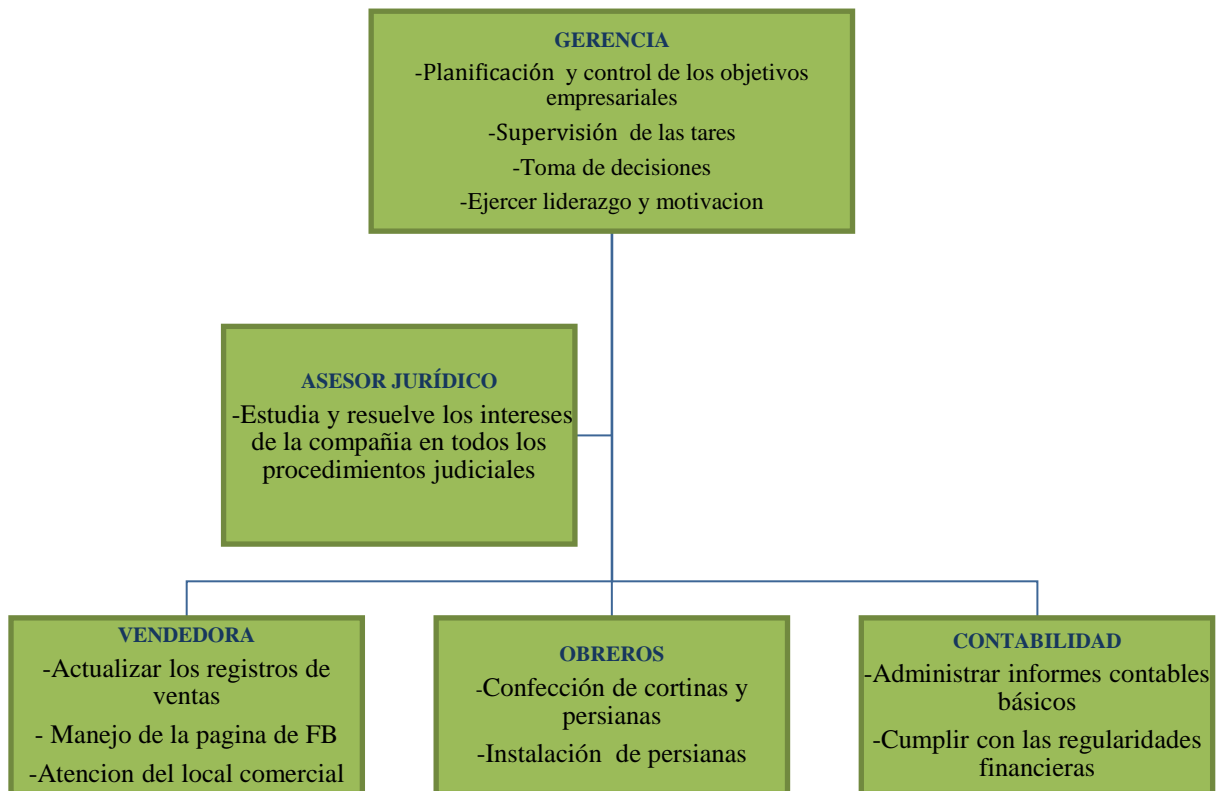 GERENCIA
-Planificación y control de los objetivos
empresariales
-Supervisión de las tares
-Toma de decisiones
-Ejercer liderazgo y motivacion
ASESOR JURÍDICO
-Estudia y resuelve los intereses
de la compañia en todos los
procedimientos judiciales
VENDEDORA
-Actualizar los registros de
ventas
- Manejo de la pagina de FB
-Atencion del local comercial
OBREROS
-Confección de cortinas y
persianas
-Instalación de persianas
CONTABILIDAD
-Administrar informes contables
básicos
-Cumplir con las regularidades
financieras